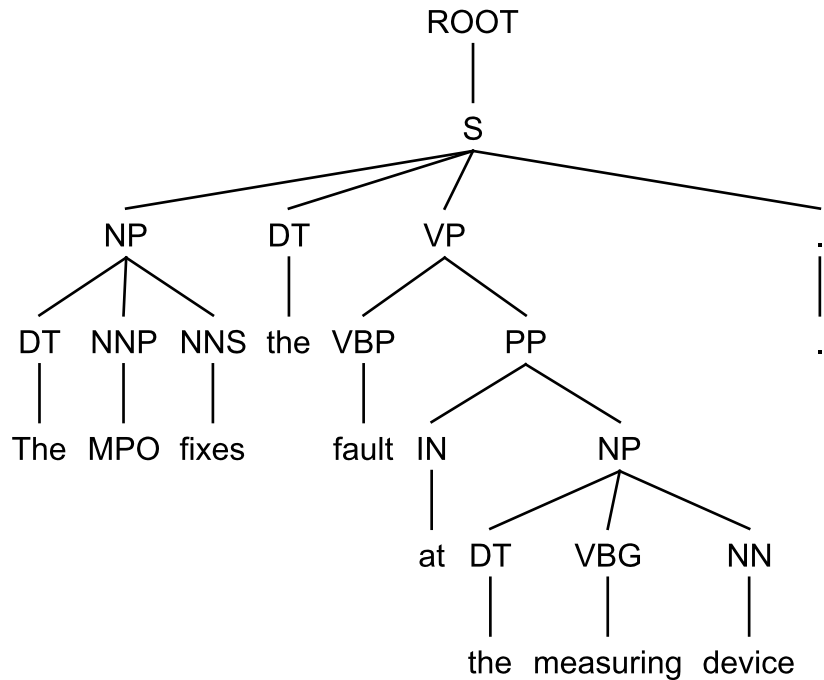 ROOT
S
NP DT VP .
DT NNP NNS the VBP PP .
The MPO fixes fault IN NP
at DT VBG NN
the measuring device